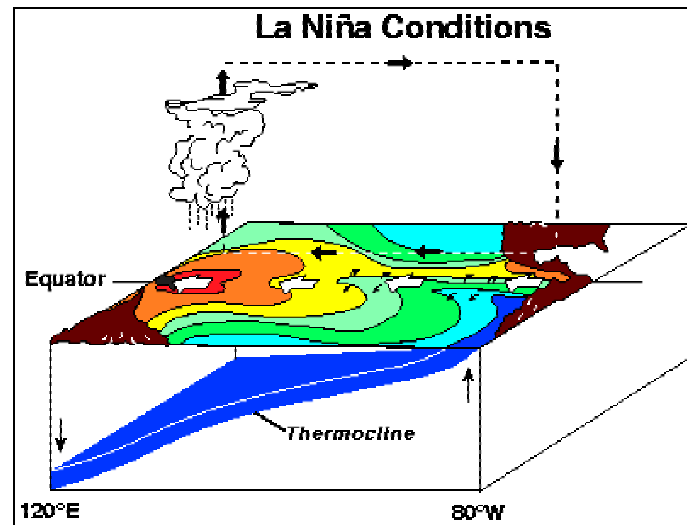 La Niña Conditions
Equator
Thermocline
120°E
80°W